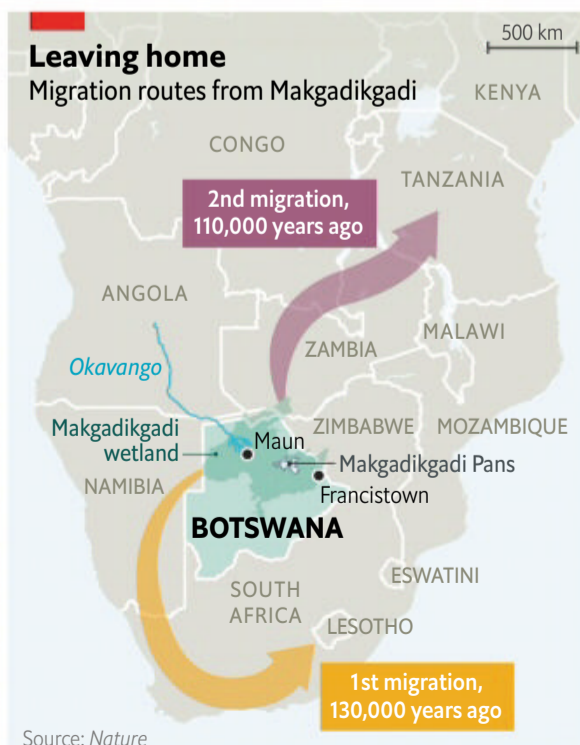 500 km
Leaving home
Migration routes from Makgadikgadi
KENYA
CONGO
TANZANIA
2nd migration,
110,000 years ago
ANGOLA
MALAWI
ZAMBIA
Okavango
Makgadikgadi
wetland
Maun
ZIMBABWE
MOZAMBIQUE
Makgadikgadi Pans
NAMIBIA
Francistown
BOTSWANA
ESWATINI
SOUTH
AFRICA
LESOTHO
1st migration,
130,000 years ago
Source: Nature